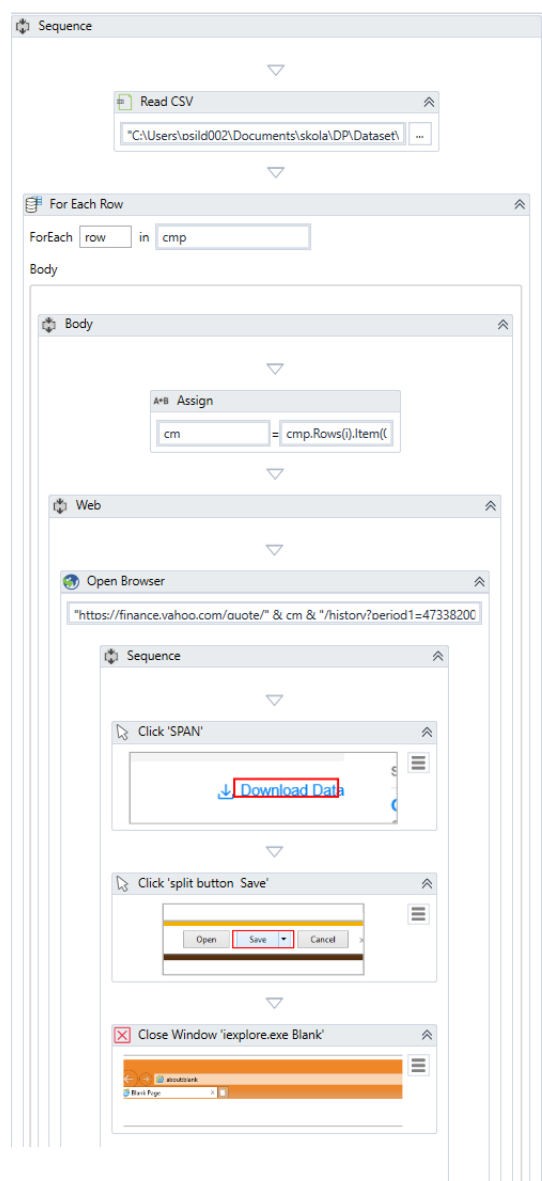 Sequence
Read CSV
"C:\Users\psild002\Documents\skola\DP\Dataset\ ...
For Each Row
ForEach row in cmp
Body
Body
A*B Assign
cm = cmp.Rows(i).Item((
Web
Open Browser
"https://finance.yahoo.com/quote/" & cm & "/history?period1=47338200
Sequence
Click 'SPAN'
Download Data
Click 'split button Save'
Open Save Cancel
Close Window 'iexplore.exe Blank'
about:blank
Blank Page